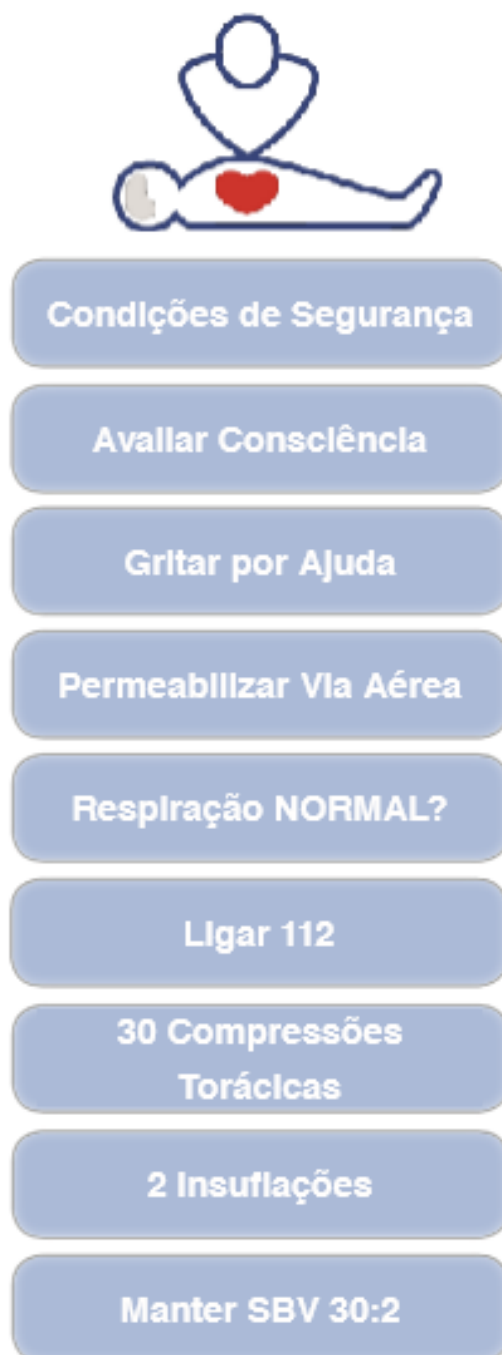 Condições de Segurança
Avaliar Consciência
Gritar por Ajuda
Permeabilizar Via Aérea
Respiração NORMAL?
Ligar 112
30 Compressões
Torácicas
2 Insuflações
Manter SBV 30:2